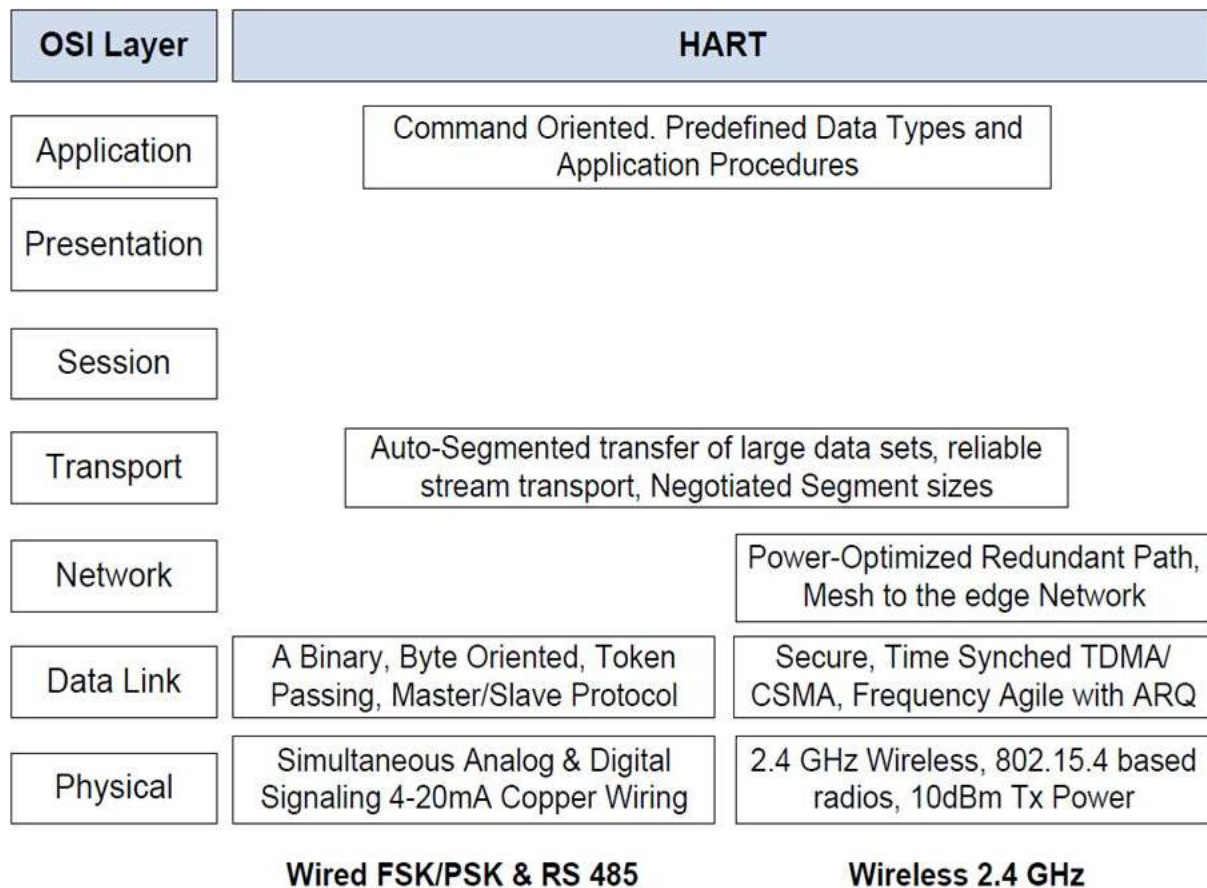 OSI Layer
HART
Application
Command Oriented. Predefined Data Types and
Application Procedures
Presentation
Session
Transport
Auto-Segmented transfer of large data sets, reliable
stream transport, Negotiated Segment sizes
Network
Power-Optimized Redundant Path,
Mesh to the edge Network
Data Link
A Binary, Byte Oriented, Token
Passing, Master/Slave Protocol
Secure, Time Synched TDMA/
CSMA, Frequency Agile with ARQ
Physical
Simultaneous Analog & Digital
Signaling 4-20mA Copper Wiring
2.4 GHz Wireless, 802.15.4 based
radios, 10dBm Tx Power
Wired FSK/PSK & RS 485
Wireless 2.4 GHz